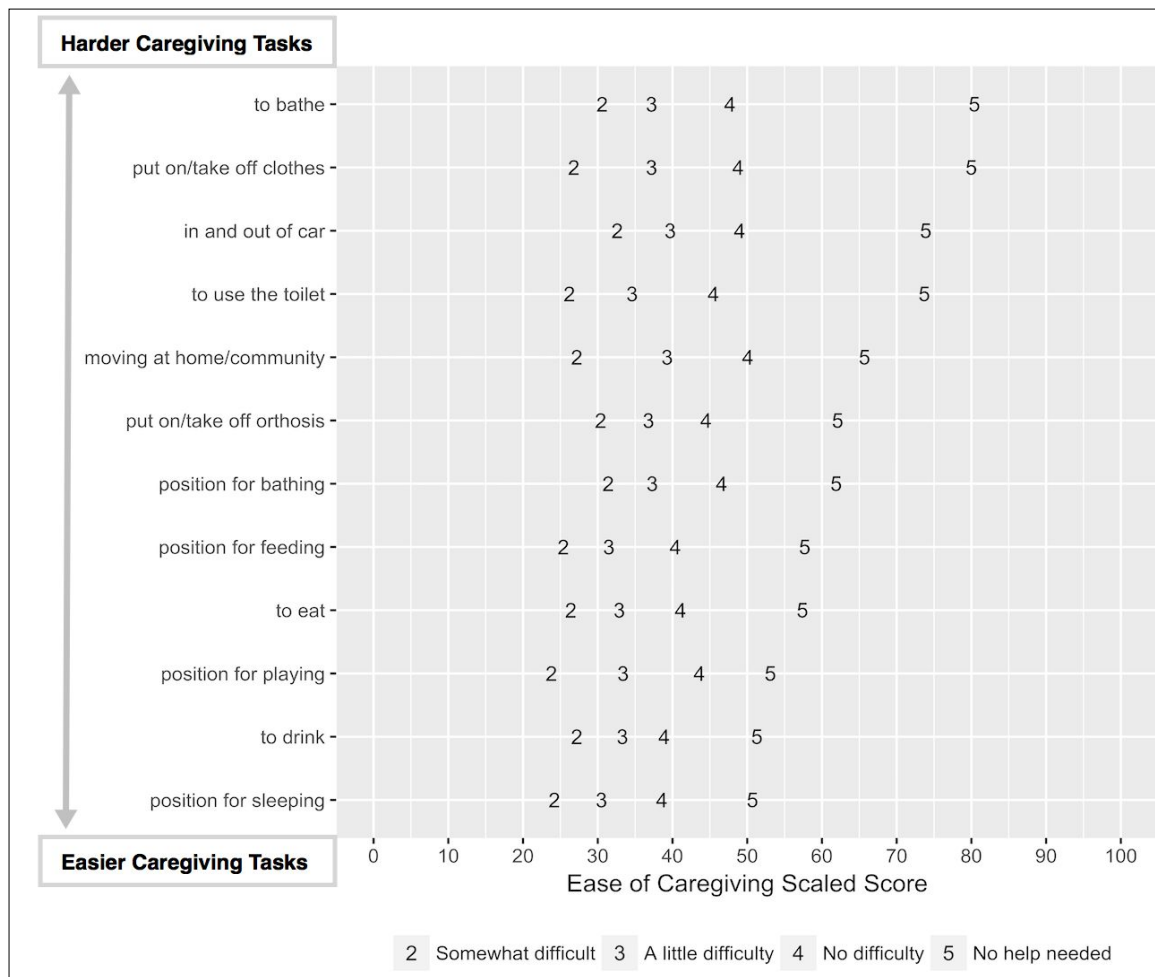 Harder Caregiving Tasks
to bathe 2 3 4 5
put on/take off clothes 2 3 4 5
in and out of car 2 3 4 5
to use the toilet 2 3 4 5
moving at home/community 2 3 4 5
put on/take off orthosis 2 3 4 5
position for bathing 2 3 4 5
position for feeding 2 3 4 5
to eat 2 3 4 5
position for playing 2 3 4 5
to drink 2 3 4 5
position for sleeping 2 3 4 5
Easier Caregiving Tasks
0 10 20 30 40 50 60 70 80 90 100
Ease of Caregiving Scaled Score
2 Somewhat difficult 3 A little difficulty 4 No difficulty 5 No help needed